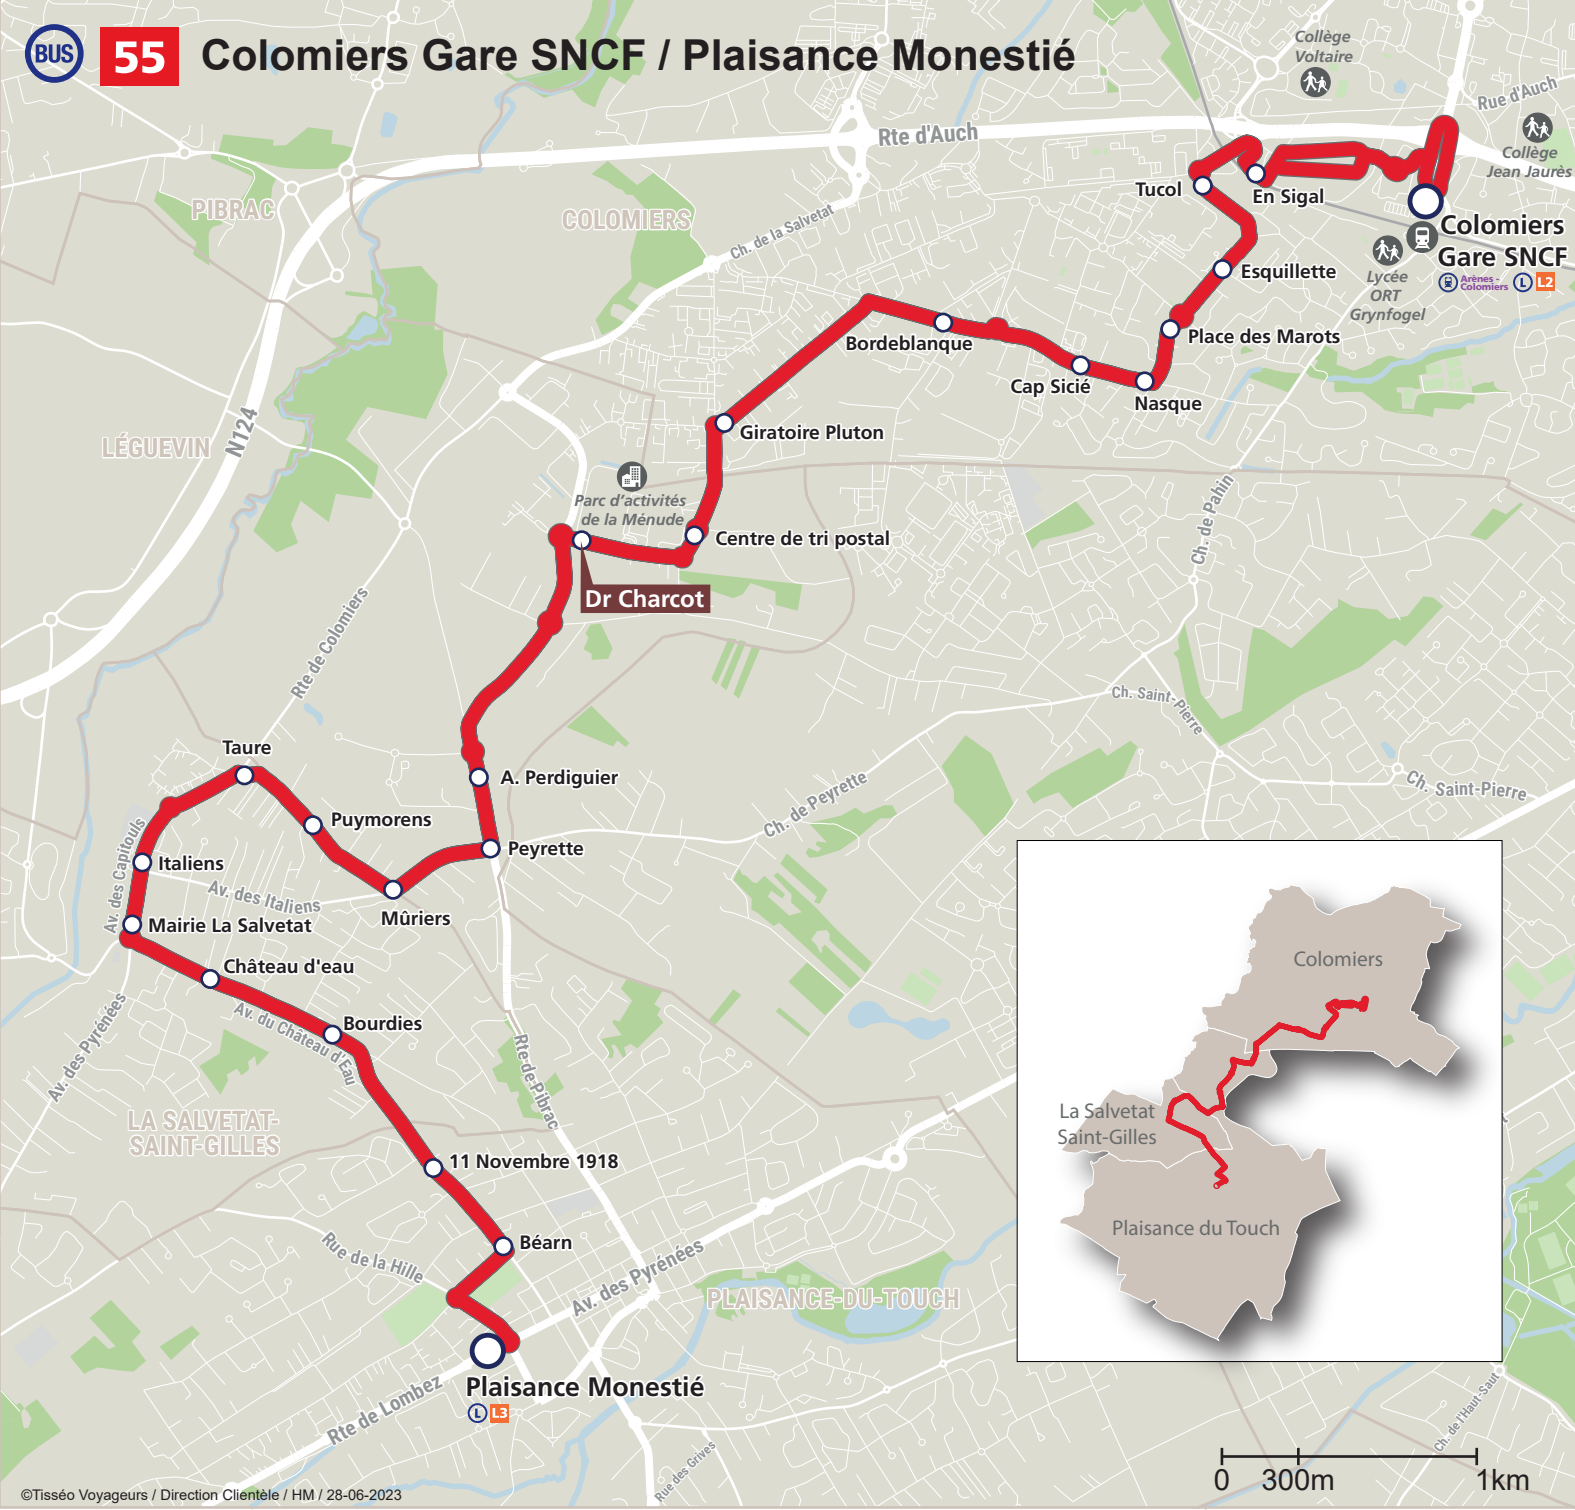 BUS
55
Colomiers Gare SNCF / Plaisance Monestié
Collège
Voltaire
Rue d'Auch
Rte d'Auch
Collège
Jean Jaurès
PIBRAC
COLOMIERS
Ch. de la Salvetat
Tucol
En Sigal
Colomiers
Gare SNCF
Arènes -
Colomiers
L
L2
Lycée
ORT
Grynfogel
Esquillette
Place des Marots
Bordeblanque
Cap Sicié
Nasque
Giratoire Pluton
N124
LÉGUEVIN
Parc d'activités
de la Ménude
Centre de tri postal
Ch. de Pahin
Dr Charcot
Rte de Colomiers
Ch. Saint-Pierre
Taure
A. Perdiguier
Ch. Saint-Pierre
Puymorens
Ch. de Peyrette
Peyrette
Av. des Capitouls
Italiens
Av. des Italiens
Mûriers
Mairie La Salvetat
Château d'eau
Av. du Château d'Eau
Bourdies
Av. des Pyrénées
Rte de Pibrac
LA SALVETAT-
SAINT-GILLES
11 Novembre 1918
Béarn
Rue de la Hille
Av. des Pyrénées
PLAISANCE-DU-TOUCH
Plaisance Monestié
L
L3
Rte de Lombez
Rue des Grives
Ch. de l'Haut-Saut
Colomiers
La Salvetat
Saint-Gilles
Plaisance du Touch
0 300m 1km
©Tisséo Voyageurs / Direction Clientèle / HM / 28-06-2023